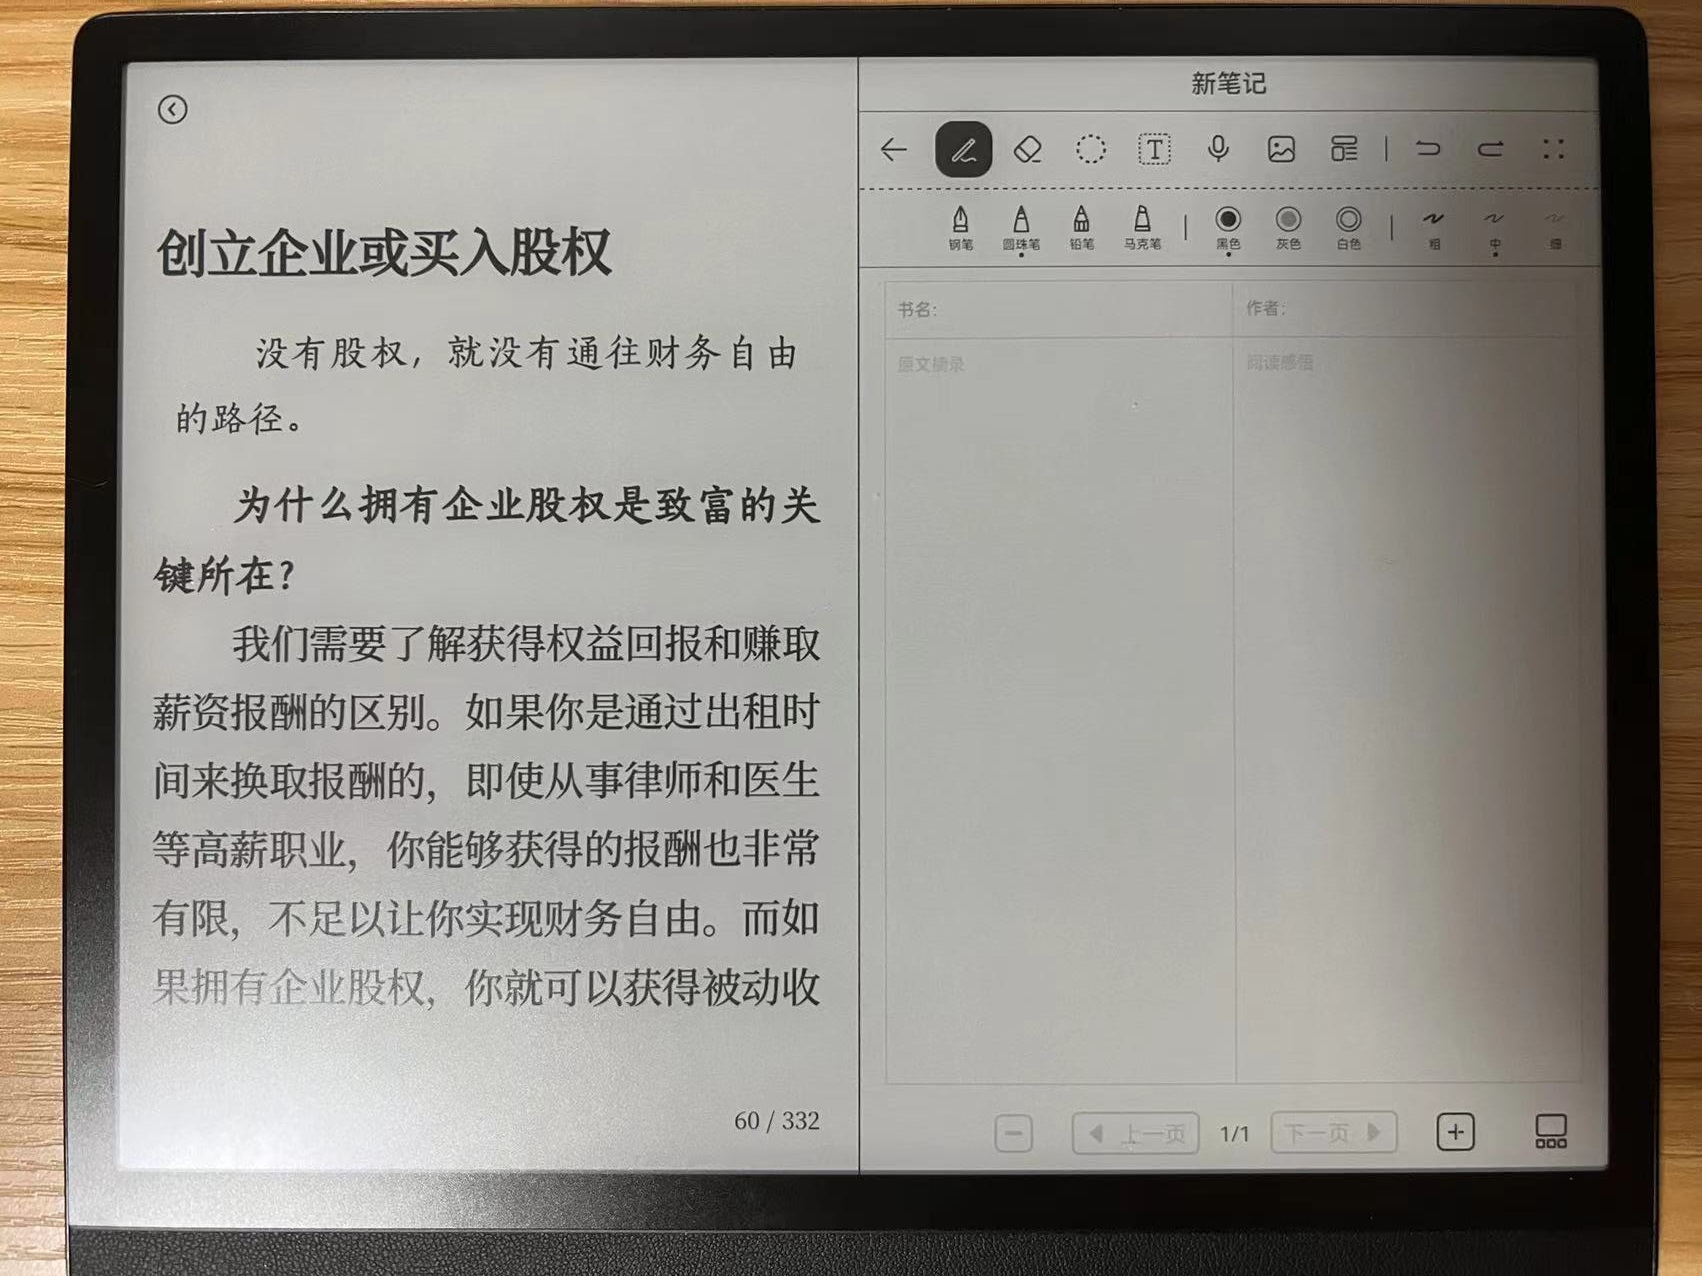 创立企业或买入股权
没有股权，就没有通往财务自由
的路径。
为什么拥有企业股权是致富的关
键所在？
我们需要了解获得权益回报和赚取
薪资报酬的区别。如果你是通过出租时
间来换取报酬的，即使从事律师和医生
等高薪职业，你能够获得的报酬也非常
有限，不足以让你实现财务自由。而如
果拥有企业股权，你就可以获得被动收
60 / 332
新笔记
T
钢笔 圆珠笔 铅笔 马克笔 黑色 灰色 白色 粗 中 细
书名： 作者：
原文摘录 阅读感悟
上一页 1/1 下一页